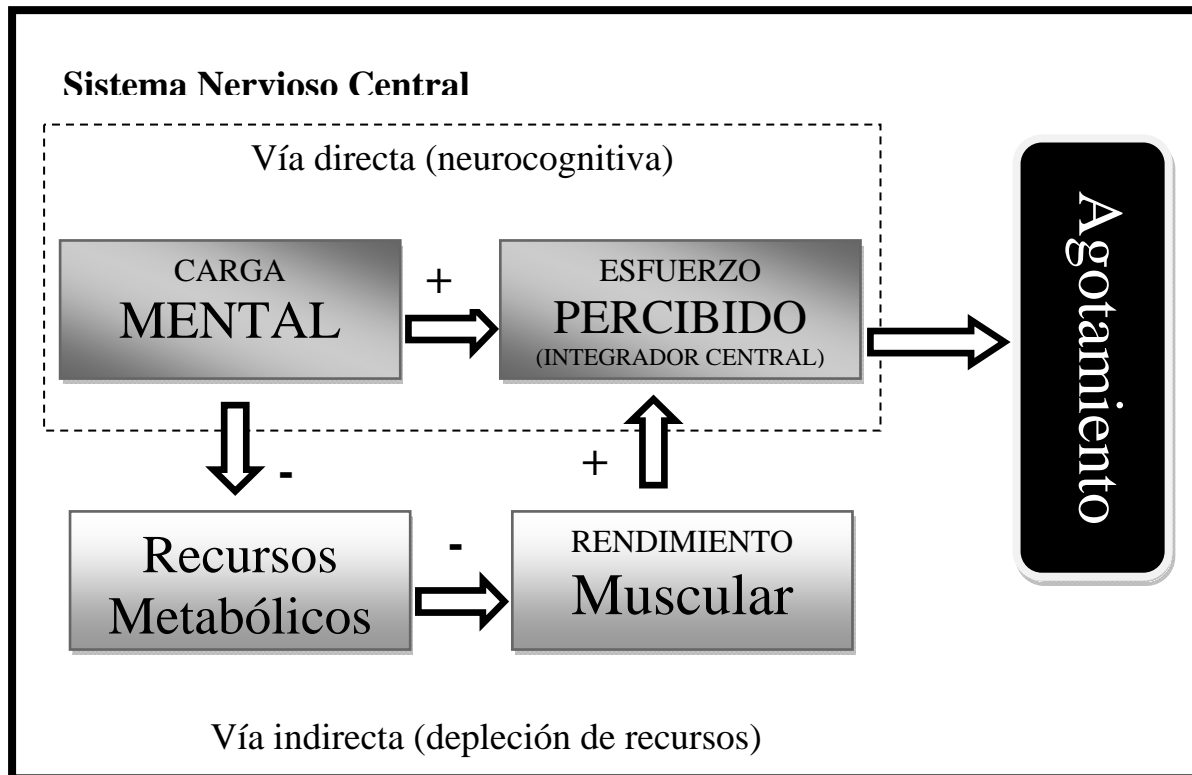 Sistema Nervioso Central
Vía directa (neurocognitiva)
CARGA
MENTAL
+
ESFUERZO
PERCIBIDO
(INTEGRADOR CENTRAL)
Agotamiento
-
+
Recursos
Metabólicos
-
RENDIMIENTO
Muscular
Vía indirecta (depleción de recursos)